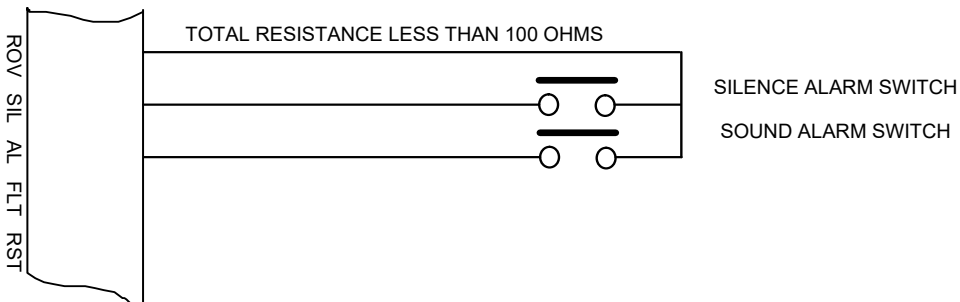 TOTAL RESISTANCE LESS THAN 100 OHMS
ROV SIL AL FLT RST
SILENCE ALARM SWITCH
SOUND ALARM SWITCH